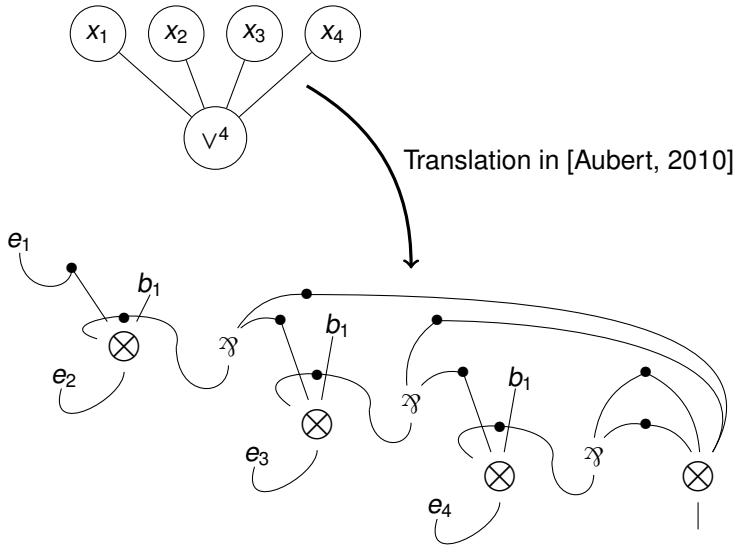 x₁ x₂ x₃ x₄
∨⁴
Translation in [Aubert, 2010]
e₁
b₁
⅋
b₁
e₂
⊗
⅋
b₁
e₃
⊗
⅋
e₄
⊗
⊗